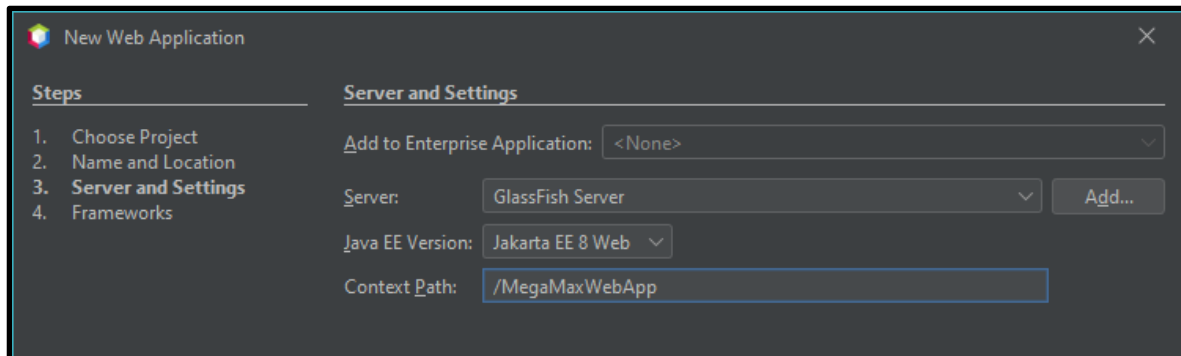 New Web Application
Steps
1. Choose Project
2. Name and Location
3. Server and Settings
4. Frameworks
Server and Settings
Add to Enterprise Application: <None>
Server: GlassFish Server Add...
Java EE Version: Jakarta EE 8 Web
Context Path: /MegaMaxWebApp